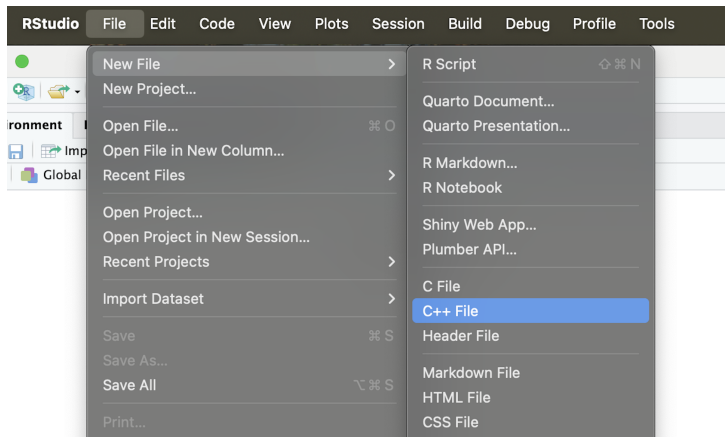 RStudio File Edit Code View Plots Session Build Debug Profile Tools
New File
New Project...
Open File... ⌘ O
Open File in New Column...
Recent Files
Open Project...
Open Project in New Session...
Recent Projects
Import Dataset
Save ⌘ S
Save As...
Save All ⌥ ⌘ S
Print...
R Script ⇧ ⌘ N
Quarto Document...
Quarto Presentation...
R Markdown...
R Notebook
Shiny Web App...
Plumber API...
C File
C++ File
Header File
Markdown File
HTML File
CSS File
ironment
Imp
Global